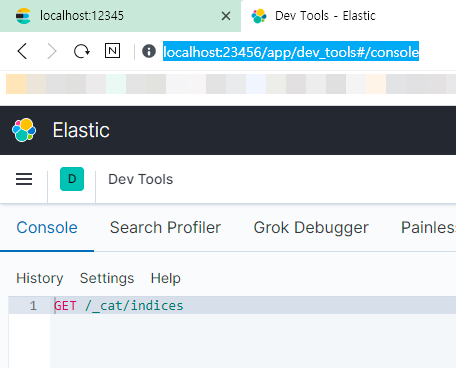 localhost:12345
Dev Tools - Elastic
localhost:23456/app/dev_tools#/console
Elastic
D Dev Tools
Console Search Profiler Grok Debugger Painles
History Settings Help
1 GET /_cat/indices